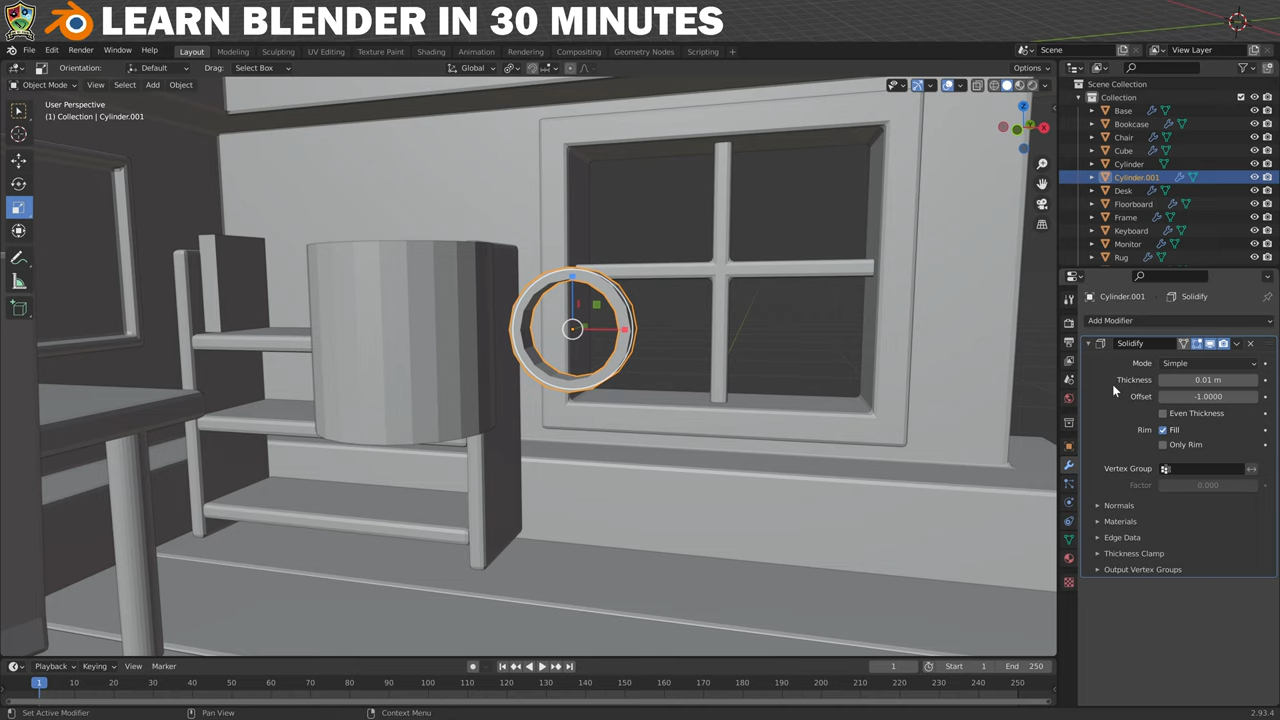 LEARN BLENDER IN 30 MINUTES
File Edit Render Window Help Layout Modeling Sculpting UV Editing Texture Paint Shading Animation Rendering Compositing Geometry Nodes Scripting + Scene View Layer
Orientation: Default Drag: Select Box Global Options
Object Mode View Select Add Object
User Perspective
(1) Collection | Cylinder.001
Z
X
Scene Collection
Collection
Base
Bookcase
Chair
Cube
Cylinder
Cylinder.001
Desk
Floorboard
Frame
Keyboard
Monitor
Rug
Cylinder.001 Solidify
Add Modifier
Solidify
Mode Simple
Thickness 0.01 m
Offset -1.0000
Even Thickness
Rim Fill
Only Rim
Vertex Group
Factor 0.000
Normals
Materials
Edge Data
Thickness Clamp
Output Vertex Groups
Playback Keying View Marker 1 Start 1 End 250
1 10 20 30 40 50 60 70 80 90 100 110 120 130 140 150 160 170 180 190 200 210 220 230 240 250
Set Active Modifier Pan View Context Menu 2.93.4